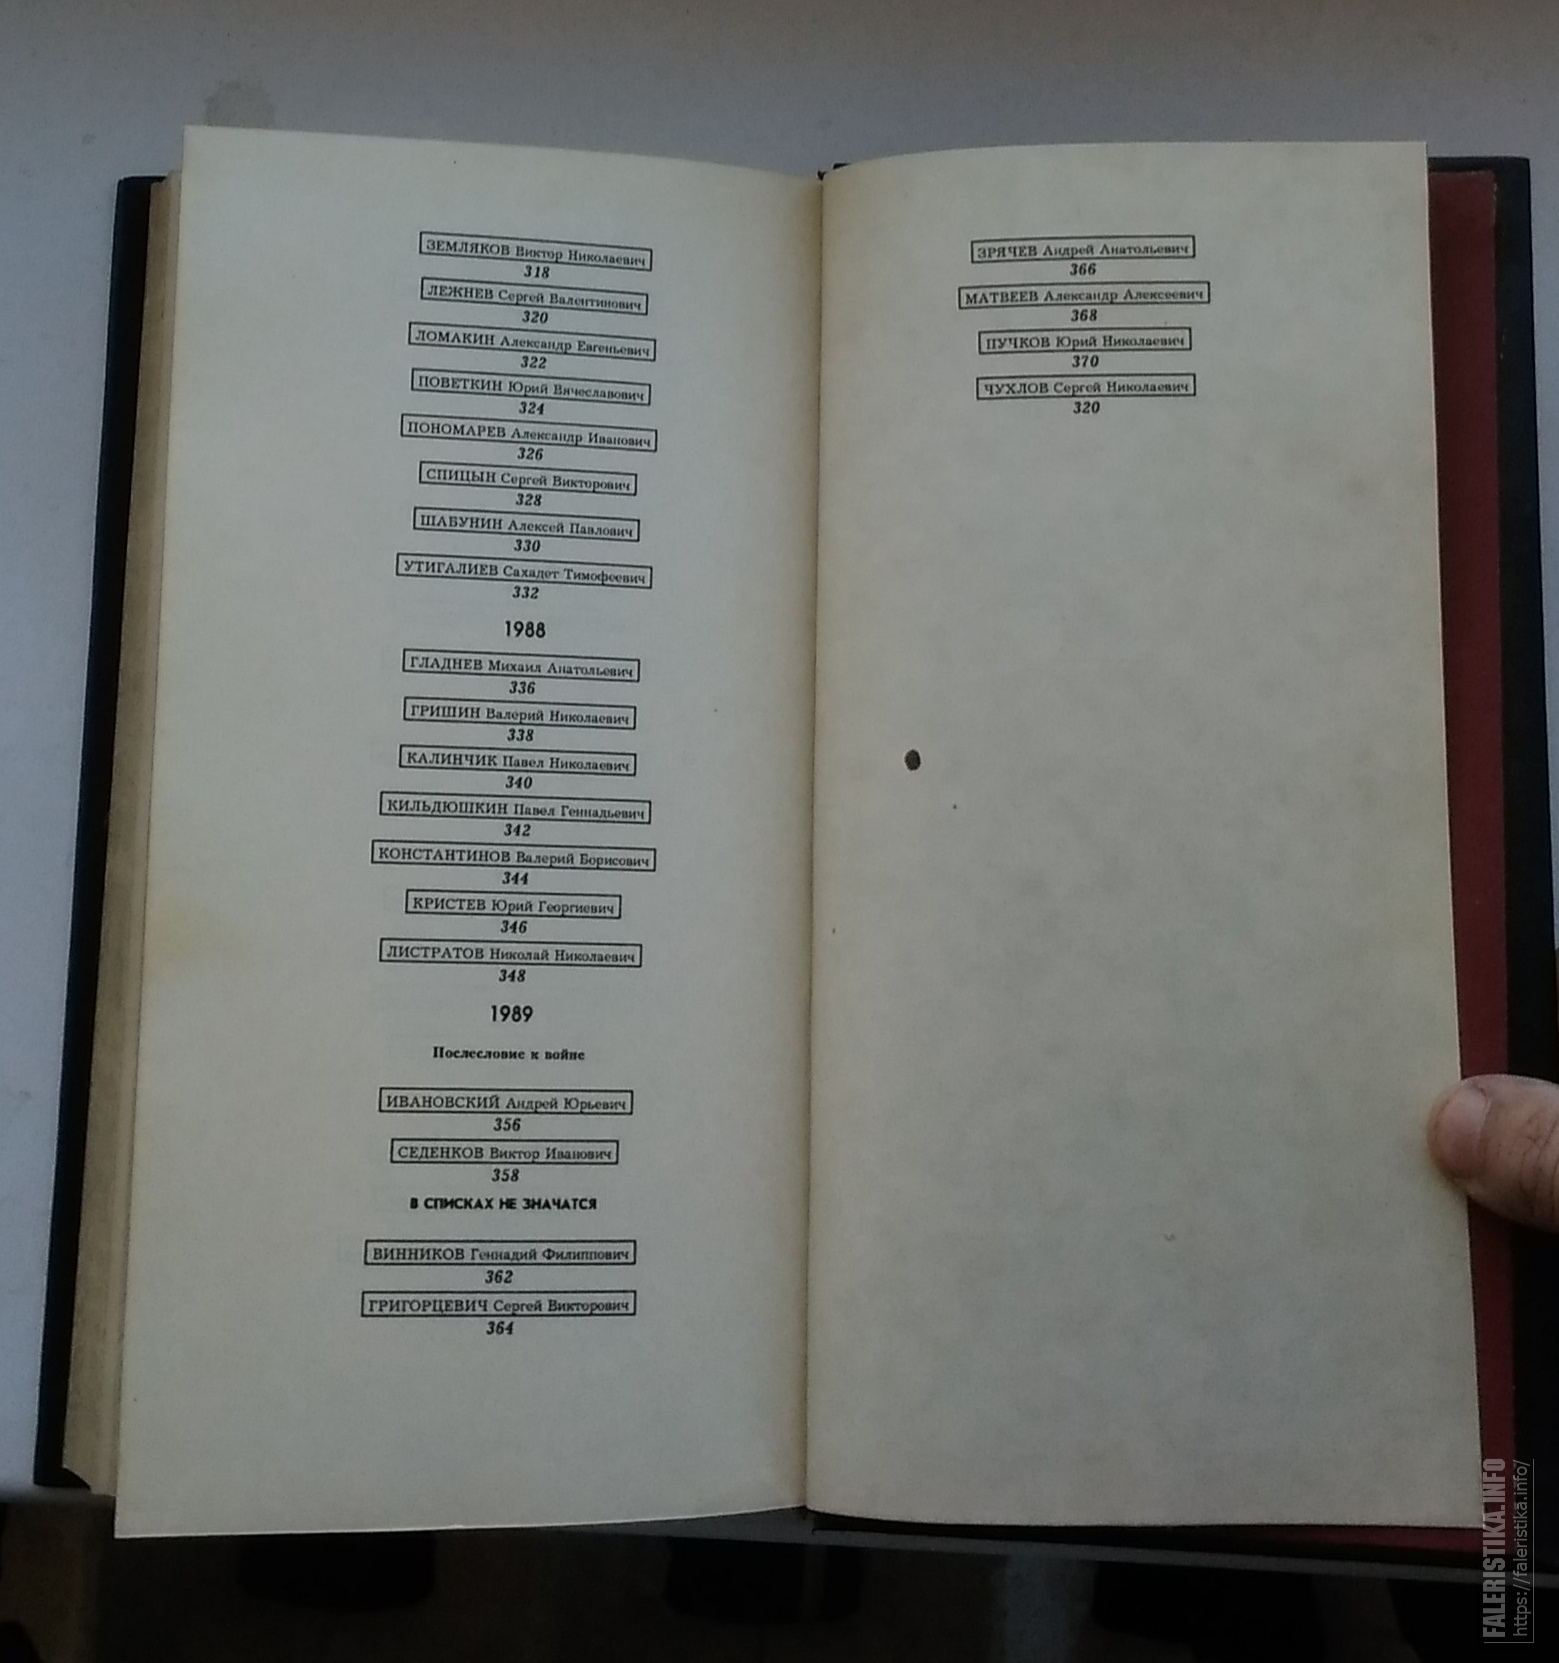 ЗЕМЛЯКОВ Виктор Николаевич
318
ЛЕЖНЕВ Сергей Валентинович
320
ЛОМАКИН Александр Евгеньевич
322
ПОВЕТКИН Юрий Вячеславович
324
ПОНОМАРЕВ Александр Иванович
326
СПИЦЫН Сергей Викторович
328
ШАБУНИН Алексей Павлович
330
УТИГАЛИЕВ Сахадет Тимофеевич
332
1988
ГЛАДНЕВ Михаил Анатольевич
336
ГРИШИН Валерий Николаевич
338
КАЛИНЧИК Павел Николаевич
340
КИЛЬДЮШКИН Павел Геннадьевич
342
КОНСТАНТИНОВ Валерий Борисович
344
КРИСТЕВ Юрий Георгиевич
346
ЛИСТРАТОВ Николай Николаевич
348
1989
Послесловие к войне
ИВАНОВСКИЙ Андрей Юрьевич
356
СЕДЕНКОВ Виктор Иванович
358
В СПИСКАХ НЕ ЗНАЧАТСЯ
ВИННИКОВ Геннадий Филиппович
362
ГРИГОРЦЕВИЧ Сергей Викторович
364
ЗРЯЧЕВ Андрей Анатольевич
366
МАТВЕЕВ Александр Алексеевич
368
ПУЧКОВ Юрий Николаевич
370
ЧУХЛОВ Сергей Николаевич
320
FALERISTIKA.INFO
https://faleristika.info/